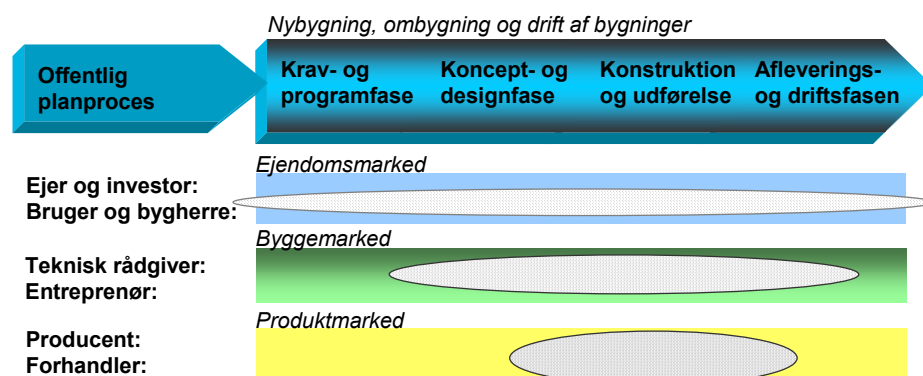 Nybygning, ombygning og drift af bygninger
Offentlig
planproces
Krav- og
programfase
Koncept- og
designfase
Konstruktion
og udførelse
Afleverings-
og driftsfasen
Ejendomsmarked
Ejer og investor:
Bruger og bygherre:
Byggemarked
Teknisk rådgiver:
Entreprenør:
Produktmarked
Producent:
Forhandler: